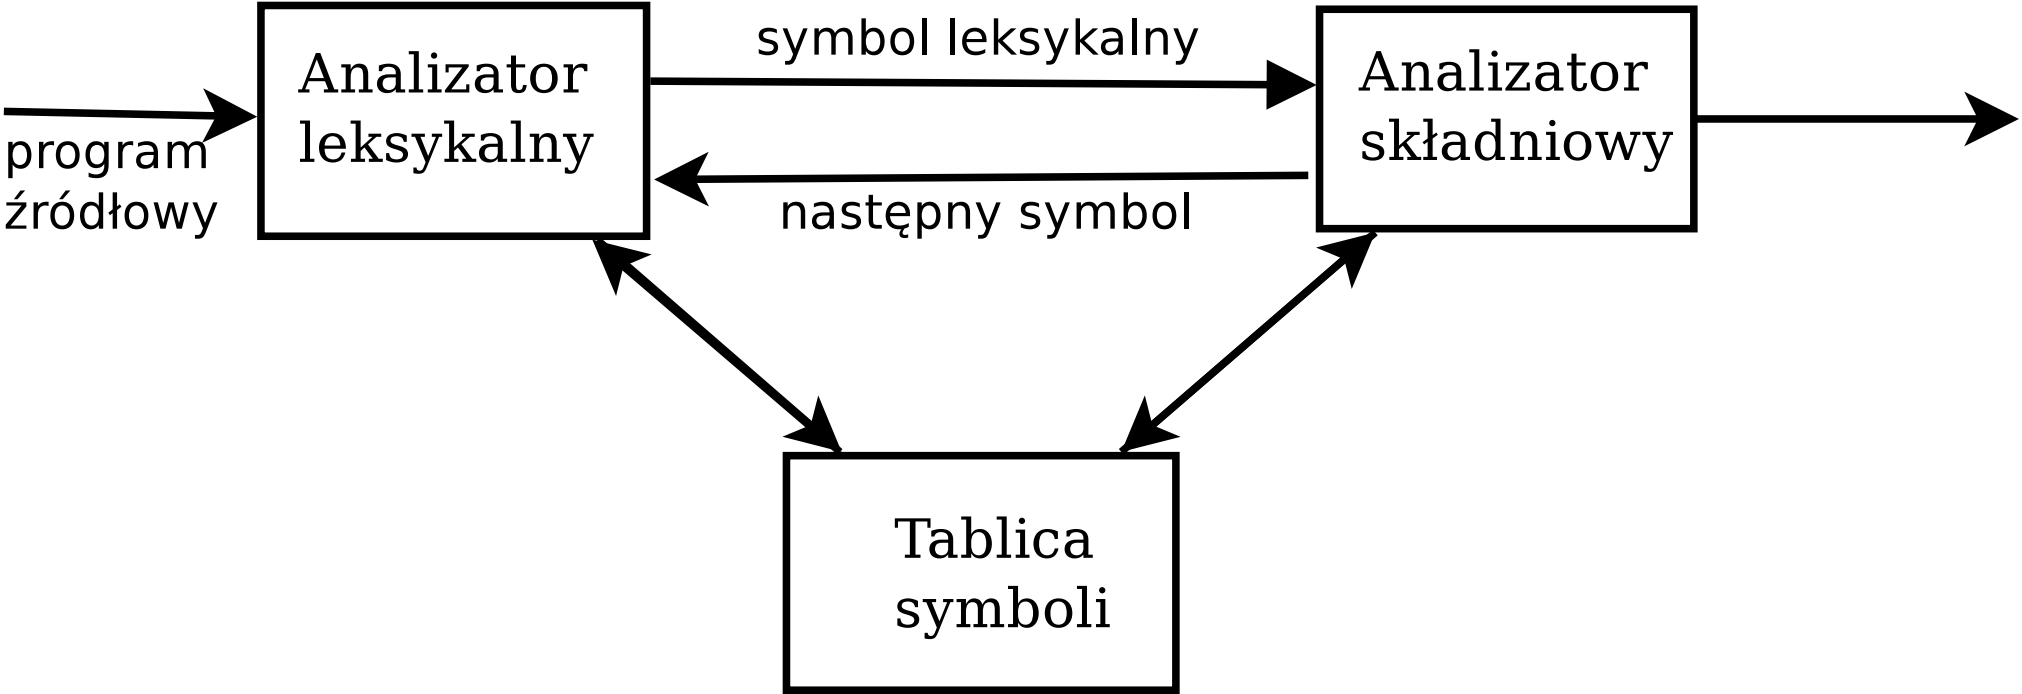 program
źródłowy
Analizator
leksykalny
symbol leksykalny
następny symbol
Analizator
składniowy
Tablica
symboli